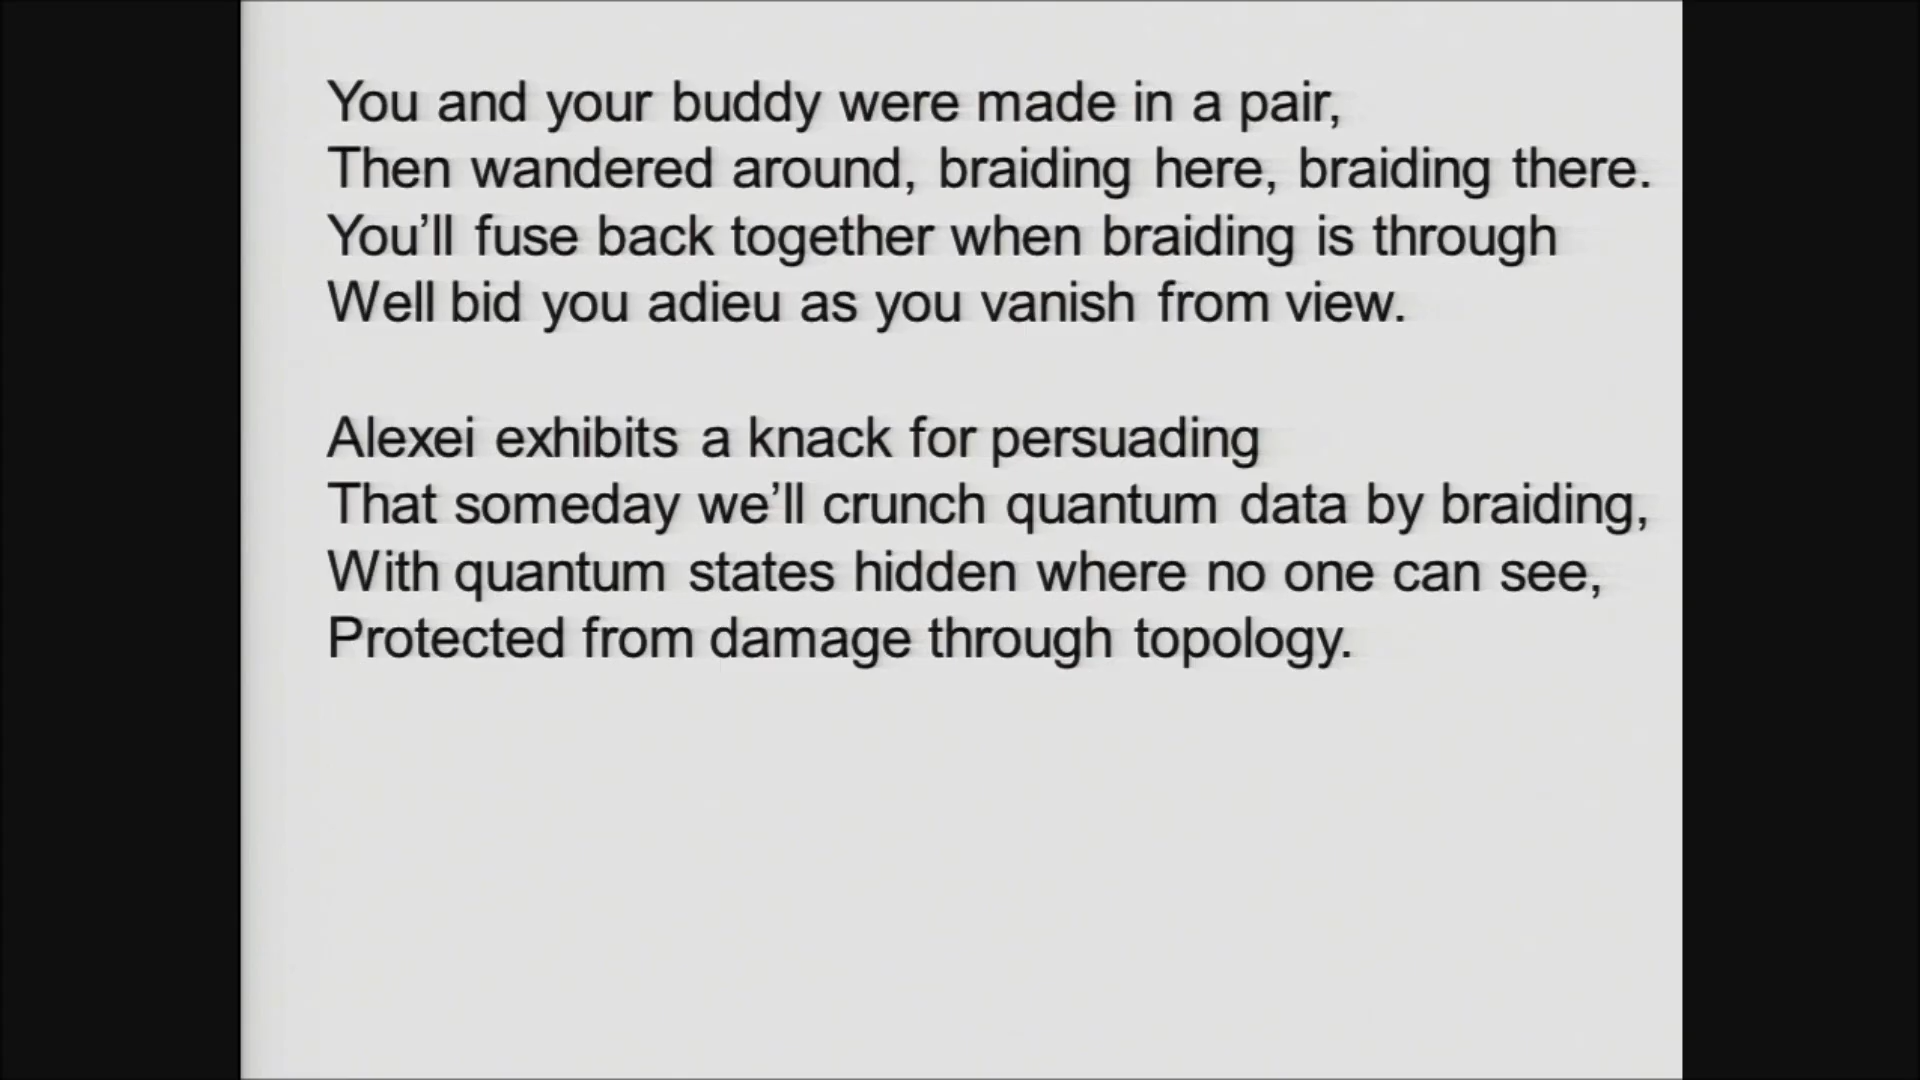 You and your buddy were made in a pair,
Then wandered around, braiding here, braiding there.
You’ll fuse back together when braiding is through
Well bid you adieu as you vanish from view.
Alexei exhibits a knack for persuading
That someday we’ll crunch quantum data by braiding,
With quantum states hidden where no one can see,
Protected from damage through topology.